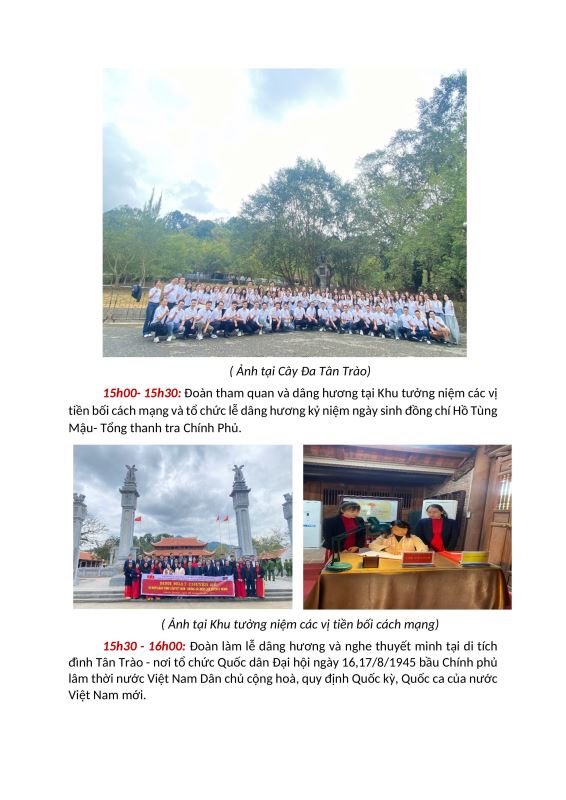 ( Ảnh tại Cây Đa Tân Trào)
15h00- 15h30: Đoàn tham quan và dâng hương tại Khu tưởng niệm các vị
tiền bối cách mạng và tổ chức lễ dâng hương kỷ niệm ngày sinh đồng chí Hồ Tùng
Mậu- Tổng thanh tra Chính Phủ.
SINH HOẠT CHUYÊN ĐỀ
( Ảnh tại Khu tưởng niệm các vị tiền bối cách mạng)
15h30 - 16h00: Đoàn làm lễ dâng hương và nghe thuyết minh tại di tích
đình Tân Trào - nơi tổ chức Quốc dân Đại hội ngày 16,17/8/1945 bầu Chính phủ
lâm thời nước Việt Nam Dân chủ cộng hoà, quy định Quốc kỳ, Quốc ca của nước
Việt Nam mới.